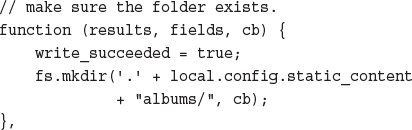 // make sure the folder exists.
function (results, fields, cb) {
    write_succeeded = true;
    fs.mkdir('.' + local.config.static_content
             + "albums/", cb);
},